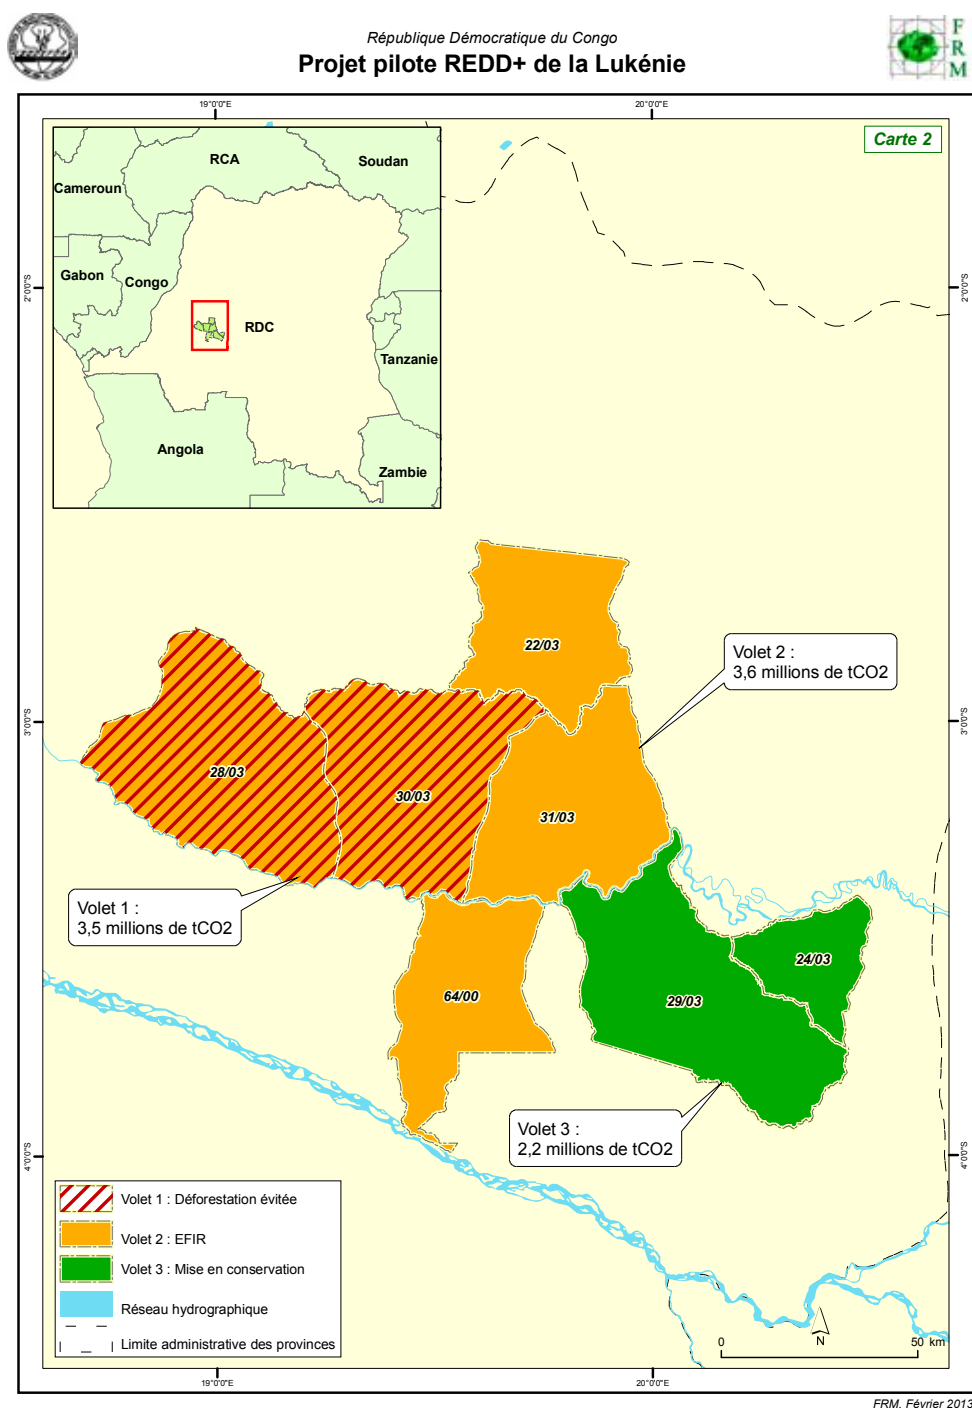 République Démocratique du Congo
Projet pilote REDD+ de la Lukénie
F
R
M
19°0'0"E
20°0'0"E
Carte 2
RCA
Soudan
Cameroun
Gabon
Congo
RDC
Tanzanie
Angola
Zambie
2°0'0"S
2°0'0"S
22/03
Volet 2 :
3,6 millions de tCO2
3°0'0"S
3°0'0"S
28/03
30/03
31/03
Volet 1 :
3,5 millions de tCO2
24/03
64/00
29/03
Volet 3 :
2,2 millions de tCO2
4°0'0"S
4°0'0"S
Volet 1 : Déforestation évitée
Volet 2 : EFIR
Volet 3 : Mise en conservation
Réseau hydrographique
Limite administrative des provinces
N
0
50 km
19°0'0"E
20°0'0"E
FRM, Février 2013